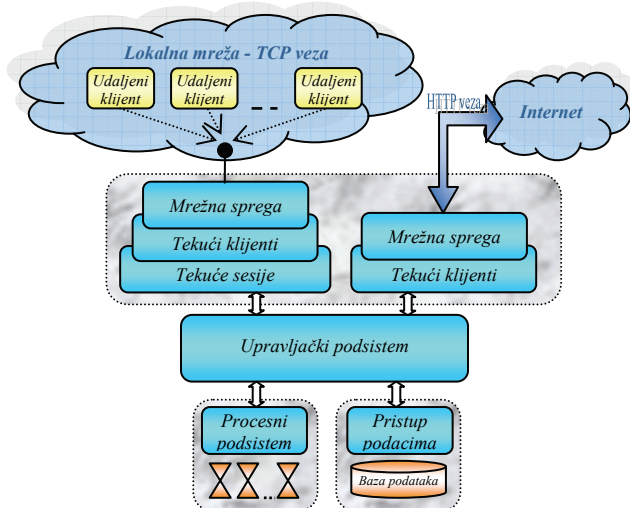 Lokalna mreža - TCP veza
Udaljeni
klijent
Udaljeni
klijent
Udaljeni
klijent
HTTP veza
Internet
Mrežna sprega
Tekući klijenti
Tekuće sesije
Mrežna sprega
Tekući klijenti
Upravljački podsistem
Procesni
podsistem
Pristup
podacima
Baza podataka